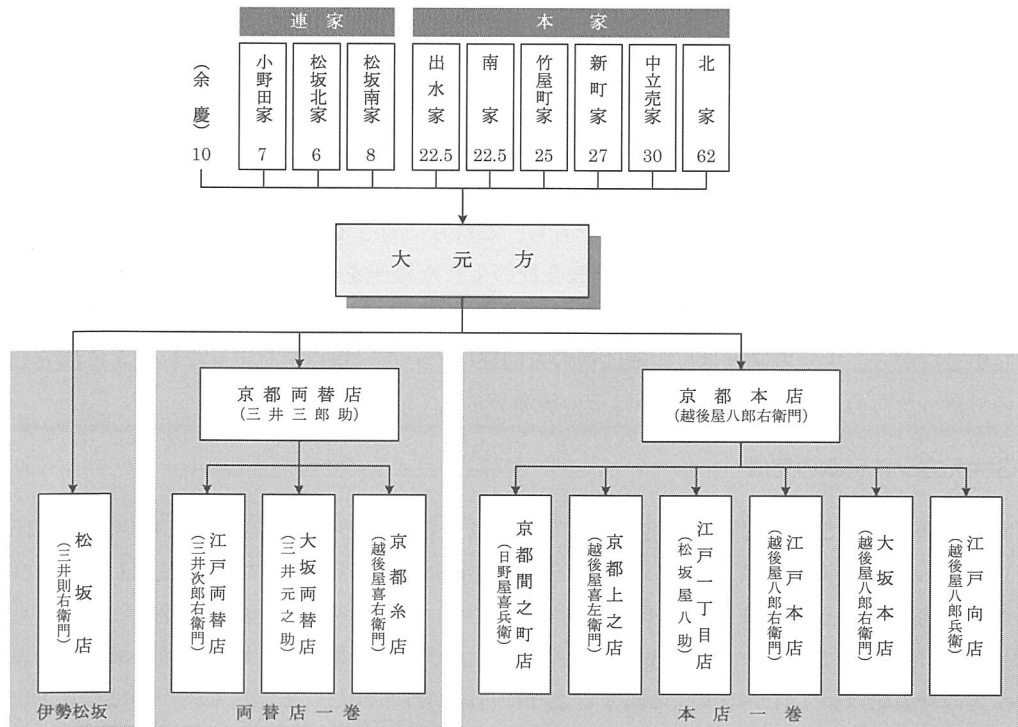 連家
本家
(余慶)
10
小野田家
7
松坂北家
6
松坂南家
8
出水家
22.5
南家
22.5
竹屋町家
25
新町家
27
中立売家
30
北家
62
大元方
京都両替店
(三井三郎助)
京都本店
(越後屋八郎右衛門)
松坂店
(三井則右衛門)
江戸両替店
(三井次郎右衛門)
大坂両替店
(三井元之助)
京都糸店
(越後屋喜右衛門)
京都間之町店
(日野屋喜兵衛)
京都上之店
(越後屋喜左衛門)
江戸一丁目店
(松坂屋八助)
江戸本店
(越後屋八郎右衛門)
大坂本店
(越後屋八郎右衛門)
江戸向店
(越後屋八郎兵衛)
伊勢松坂
両替店一巻
本店一巻